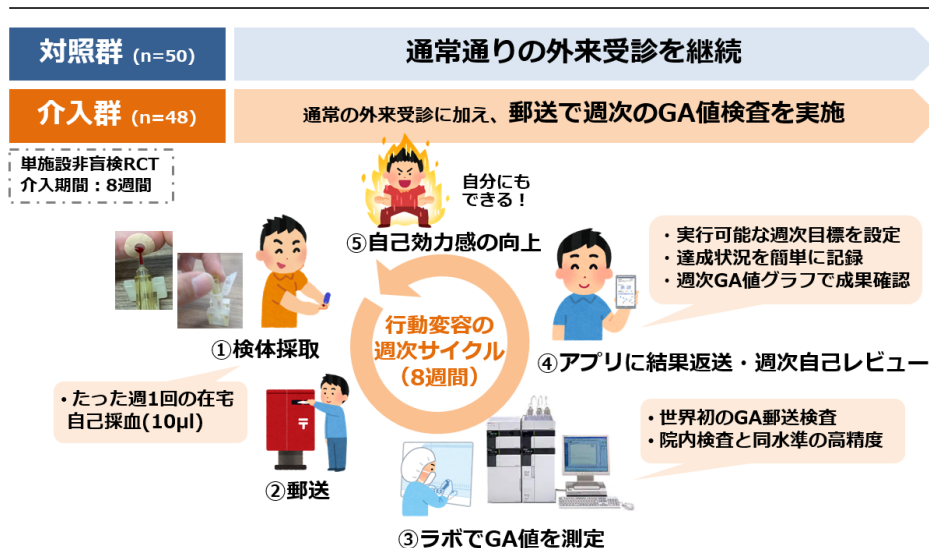 対照群 (n=50)
通常通りの外来受診を継続
介入群 (n=48)
通常の外来受診に加え、郵送で週次のGA値検査を実施
単施設非盲検RCT
介入期間：8週間
自分にも
できる！
⑤自己効力感の向上
・実行可能な週次目標を設定
・達成状況を簡単に記録
・週次GA値グラフで成果確認
行動変容の
週次サイクル
（8週間）
①検体採取
④アプリに結果返送・週次自己レビュー
・たった週1回の在宅
自己採血(10μl)
〒
・世界初のGA郵送検査
・院内検査と同水準の高精度
②郵送
③ラボでGA値を測定